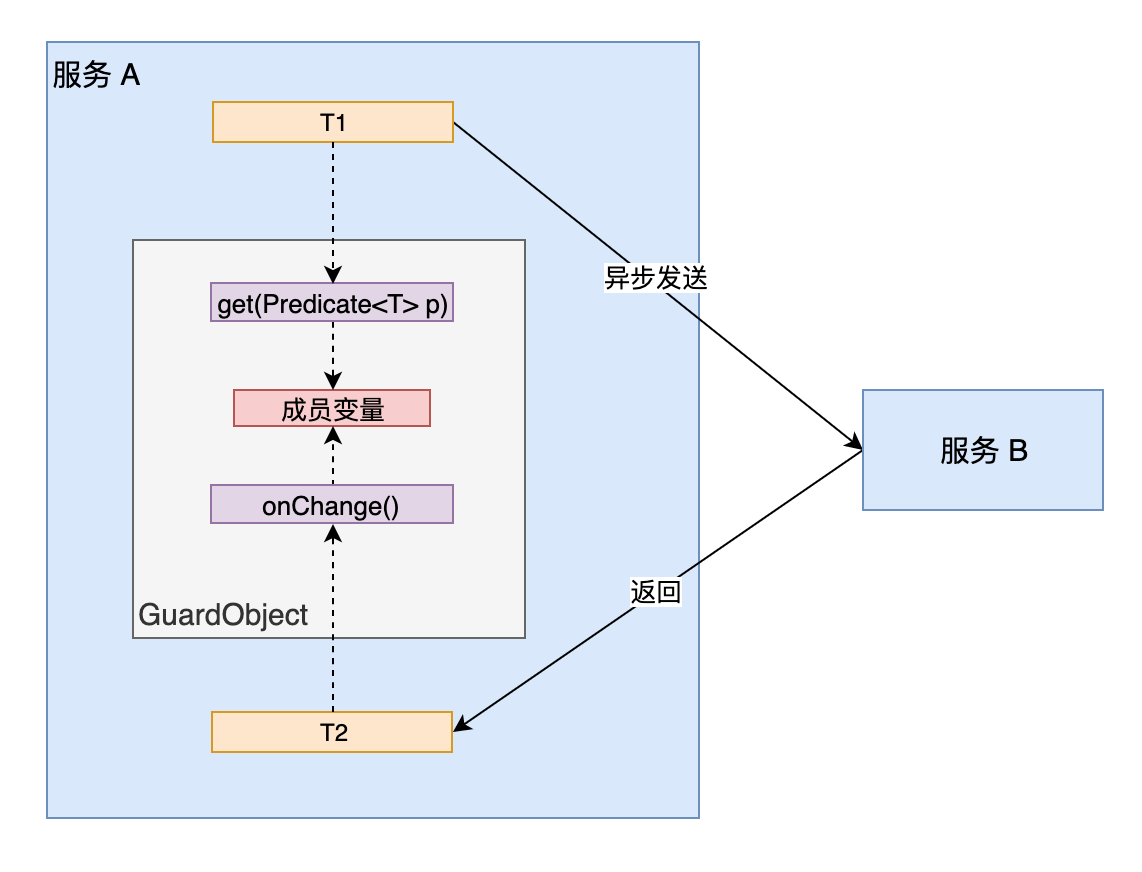 服务 A
T1
异步发送
get(Predicate<T> p)
成员变量
服务 B
onChange()
返回
GuardObject
T2